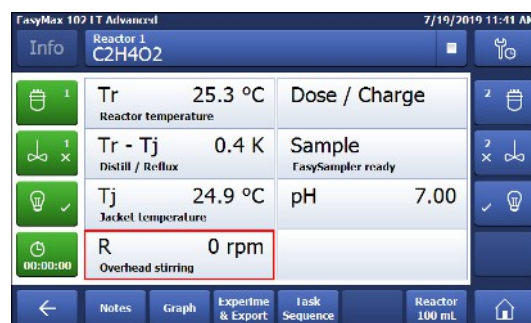 EasyMax 102 LT Advanced 7/19/2019 11:41 AM
Info
Reactor 1
C2H4O2
1
Tr 25.3 °C
Reactor temperature
Dose / Charge
2
1
Tr - Tj 0.4 K
Distill / Reflux
Sample
EasySampler ready
2
Tj 24.9 °C
Jacket temperature
pH 7.00
00:00:00
R 0 rpm
Overhead stirring
Notes
Graph
Experime
& Export
Task
Sequence
Reactor
100 mL